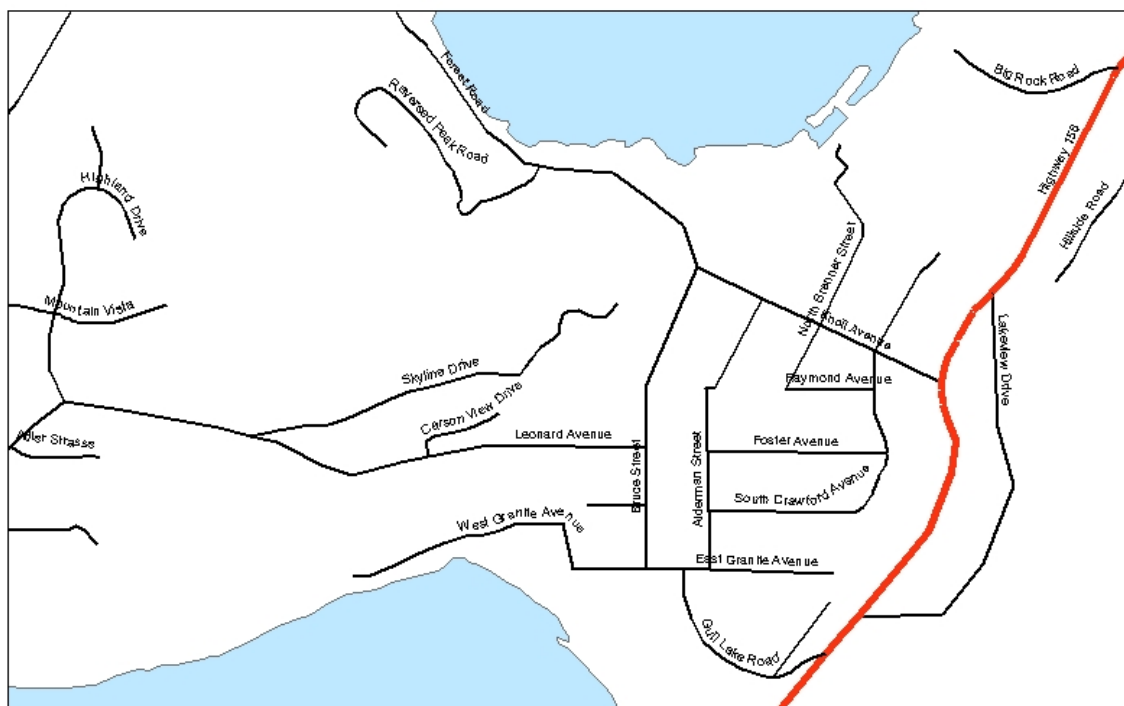 Forest Road
Big Rock Road
Reversed Peak Road
Highway 158
Highland Drive
Hillside Road
North Brenner Street
Mountain Vista
Knoll Avenue
Lakeview Drive
Skyline Drive
Raymond Avenue
Carson View Drive
Adler Strasse
Leonard Avenue
Foster Avenue
Bruce Street
Alderman Street
South Crawford Avenue
West Granite Avenue
East Granite Avenue
Gull Lake Road